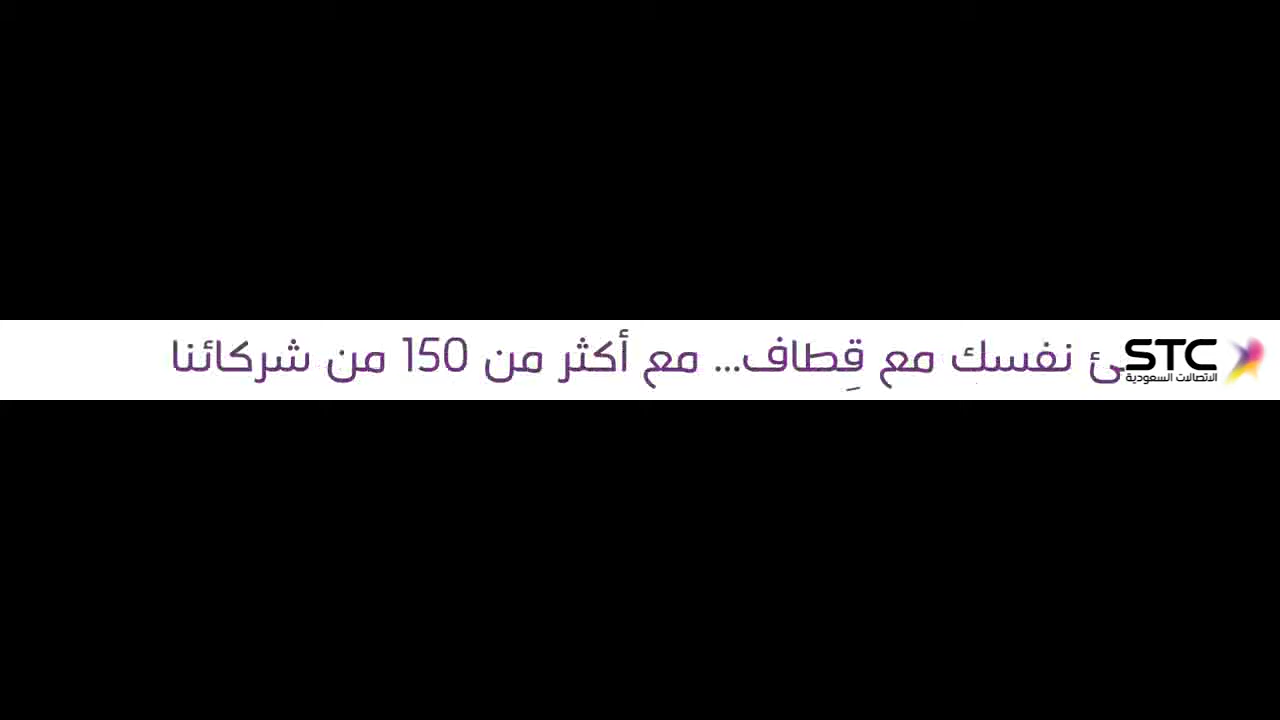 نفسك مع قِطاف... مع أكثر من 150 من شركائنا
STC
الاتصالات السعودية